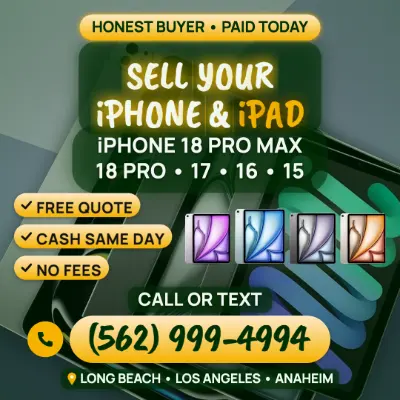 HONEST BUYER • PAID TODAY
SELL YOUR
iPHONE & iPAD
iPHONE 18 PRO MAX
18 PRO • 17 • 16 • 15
FREE QUOTE
CASH SAME DAY
NO FEES
CALL OR TEXT
(562) 999-4994
LONG BEACH • LOS ANGELES • ANAHEIM